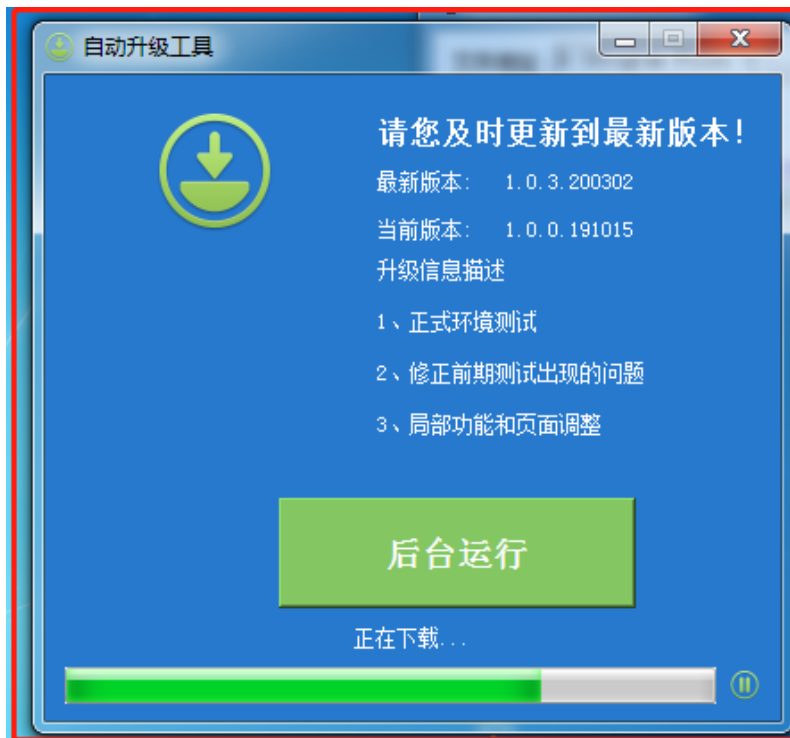 自动升级工具
请您及时更新到最新版本!
最新版本: 1.0.3.200302
当前版本: 1.0.0.191015
升级信息描述
1、正式环境测试
2、修正前期测试出现的问题
3、局部功能和页面调整
后台运行
正在下载...